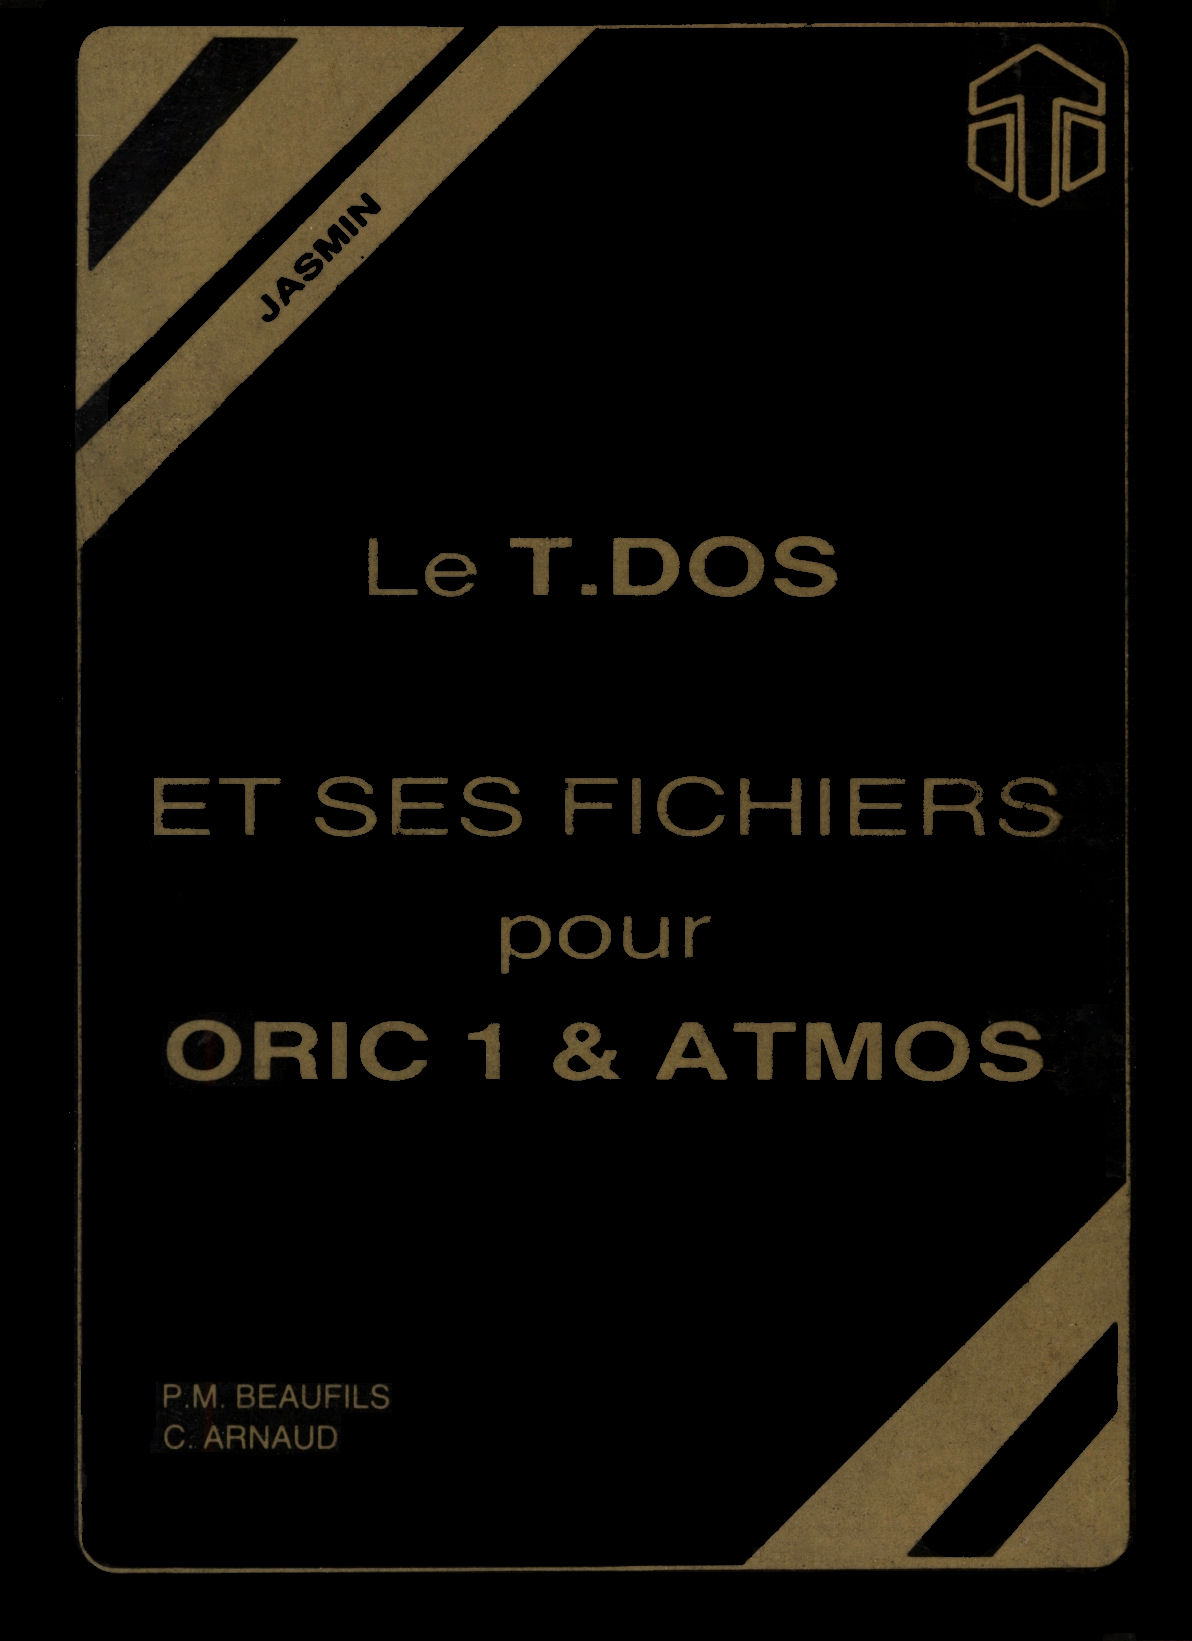 JASMIN
Le T.DOS
ET SES FICHIERS
pour
ORIC 1 & ATMOS
P.M. BEAUFILS
C. ARNAUD